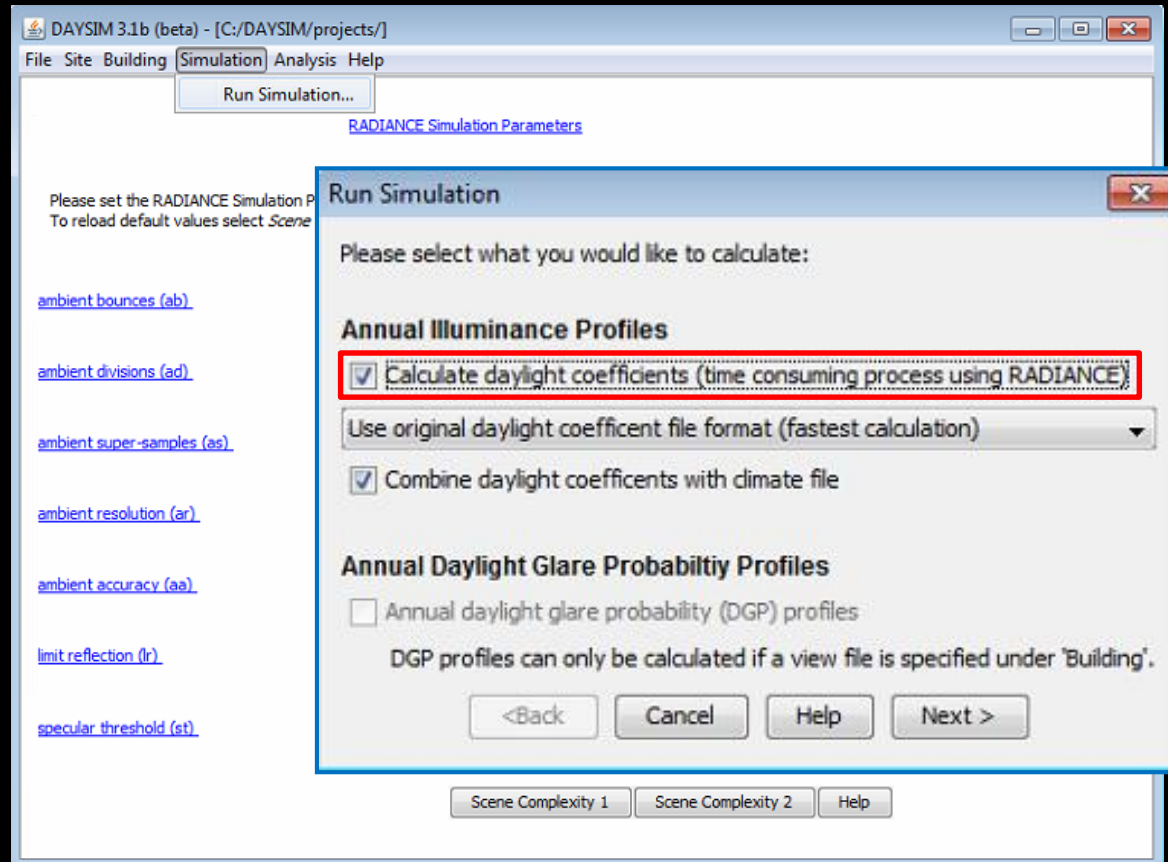 DAYSIM 3.1b (beta) - [C:/DAYSIM/projects/]
File Site Building Simulation Analysis Help
Run Simulation...
RADIANCE Simulation Parameters
Please set the RADIANCE Simulation P
To reload default values select Scene
ambient bounces (ab)
ambient divisions (ad)
ambient super-samples (as)
ambient resolution (ar)
ambient accuracy (aa)
limit reflection (lr)
specular threshold (st)
Run Simulation
Please select what you would like to calculate:
Annual Illuminance Profiles
Calculate daylight coefficients (time consuming process using RADIANCE)
Use original daylight coefficent file format (fastest calculation)
Combine daylight coefficents with climate file
Annual Daylight Glare Probabiltiy Profiles
Annual daylight glare probability (DGP) profiles
DGP profiles can only be calculated if a view file is specified under 'Building'.
<Back Cancel Help Next >
Scene Complexity 1 Scene Complexity 2 Help